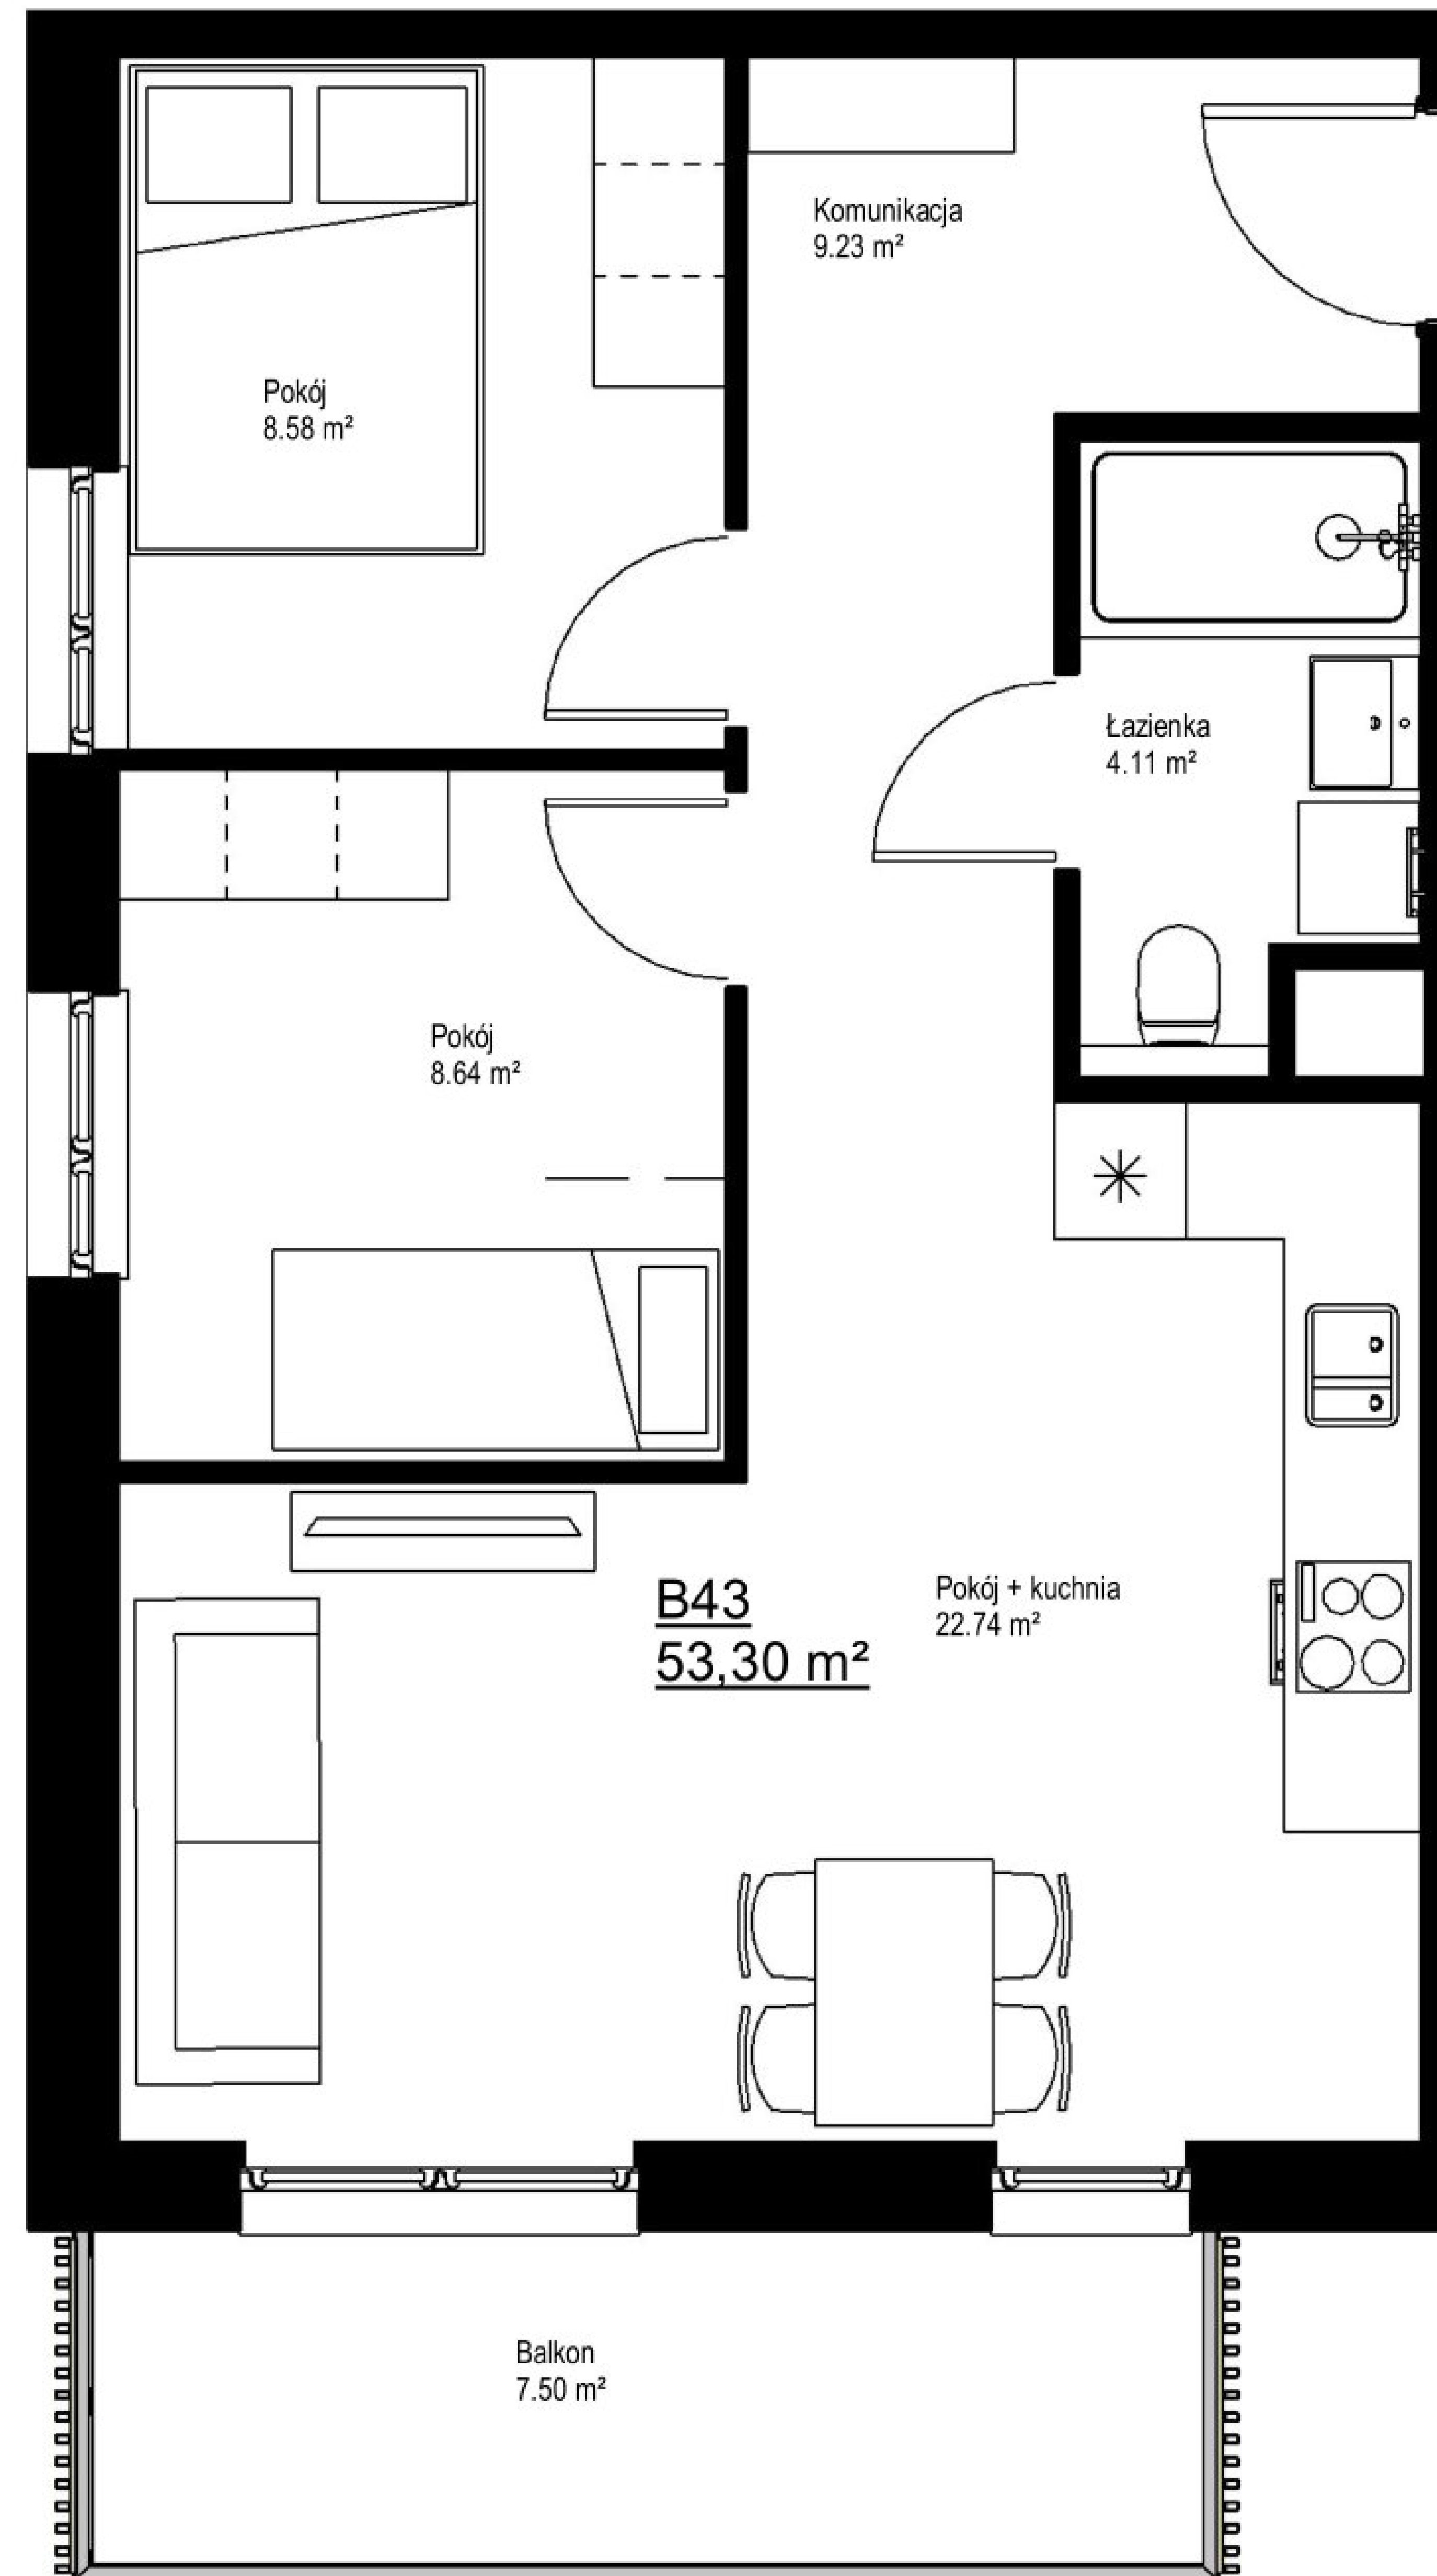 Komunikacja
9.23 m²
Pokój
8.58 m²
Łazienka
4.11 m²
Pokój
8.64 m²
B43
53,30 m²
Pokój + kuchnia
22.74 m²
Balkon
7.50 m²